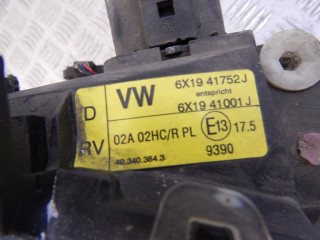 D VW 6X19 41752 J
entspricht
6X19 41001 J
RV 02A 02HC/R PL E13 17.5
40.340.384.3 9390